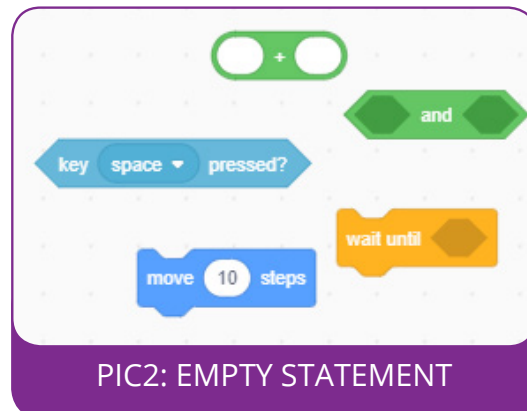 +
and
key space pressed?
wait until
move 10 steps
PIC2: EMPTY STATEMENT